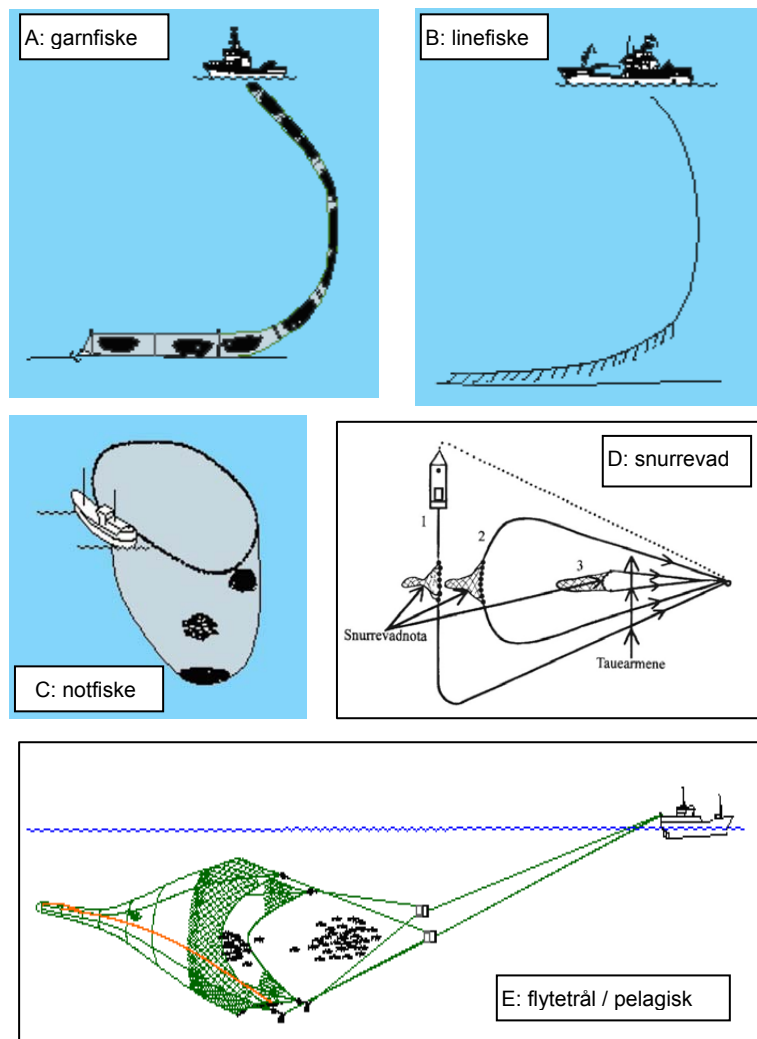 A: garnfiske
B: linefiske
C: notfiske
D: snurrevad
1
2
3
Snurrevadnota
Tauearmene
E: flytetrål / pelagisk